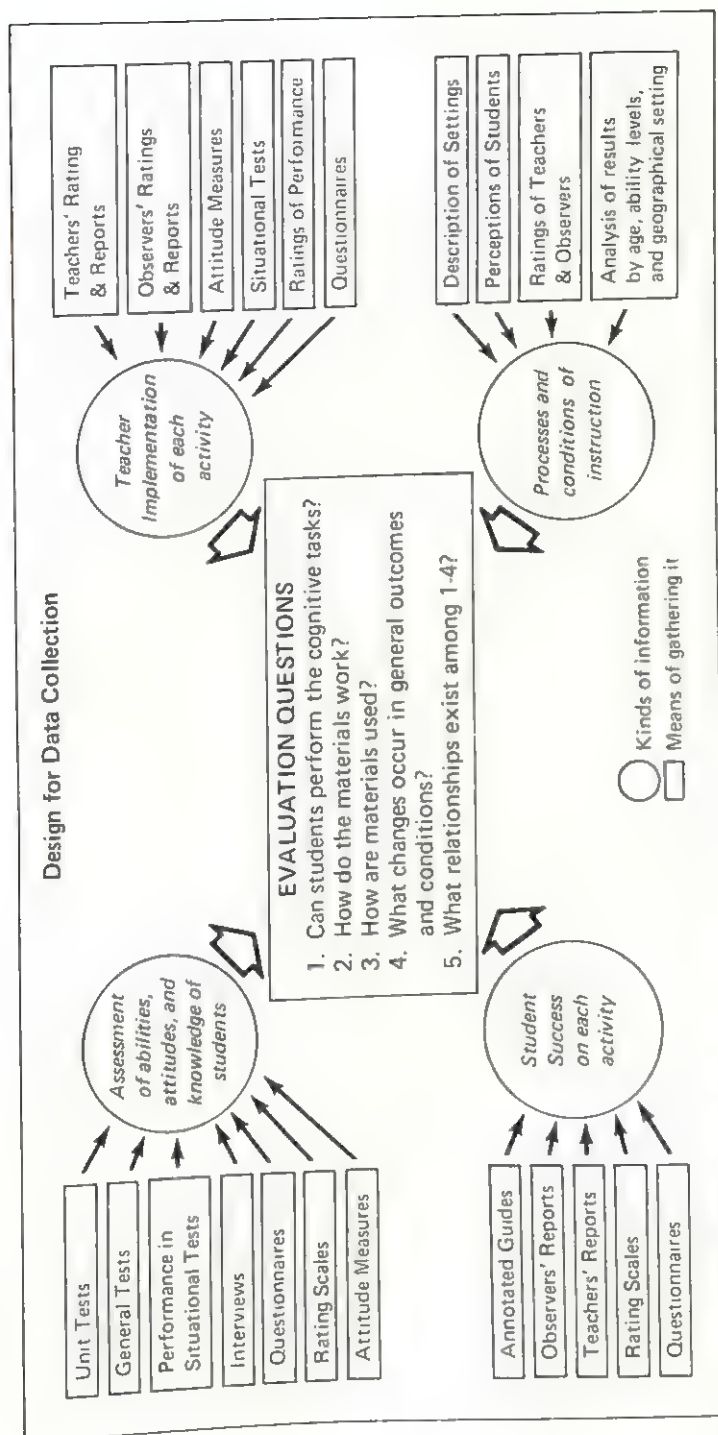 Design for Data Collection
Unit Tests
General Tests
Performance in
Situational Tests
Interviews
Questionnaires
Rating Scales
Attitude Measures
Assessment
of abilities,
attitudes, and
knowledge of
students
Teacher
Implementation
of each
activity
Teachers' Rating
& Reports
Observers' Ratings
& Reports
Attitude Measures
Situational Tests
Ratings of Performance
Questionnaires
EVALUATION QUESTIONS
1. Can students perform the cognitive tasks?
2. How do the materials work?
3. How are materials used?
4. What changes occur in general outcomes
and conditions?
5. What relationships exist among 1-4?
Annotated Guides
Observers' Reports
Teachers' Reports
Rating Scales
Questionnaires
Student
Success
on each
activity
Processes and
conditions of
instruction
Description of Settings
Perceptions of Students
Ratings of Teachers
& Observers
Analysis of results
by age, ability levels,
and geographical setting
Kinds of information
Means of gathering it